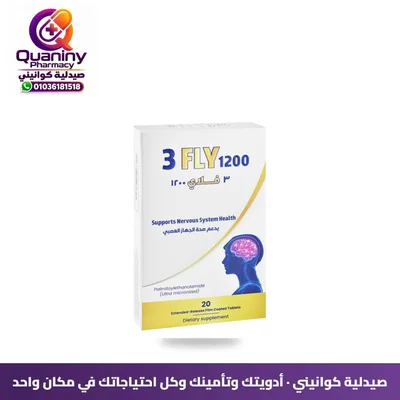 Quaniny
Pharmacy
صيدلية كوانيني
01036181518
3 FLY 1200
٣ فلاي ١٢٠٠
Supports Nervous System Health
يدعم صحة الجهاز العصبي
Palmitoylethanolamide
(Ultra micronized)
20
Extended-Release Film Coated Tablets
Dietary supplement
صيدلية كوانيني - أدويتك وتأمينك وكل احتياجاتك في مكان واحد